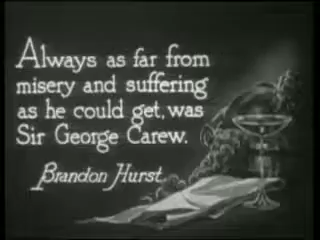 Always as far from
misery and suffering
as he could get, was
Sir George Carew.
Brandon Hurst